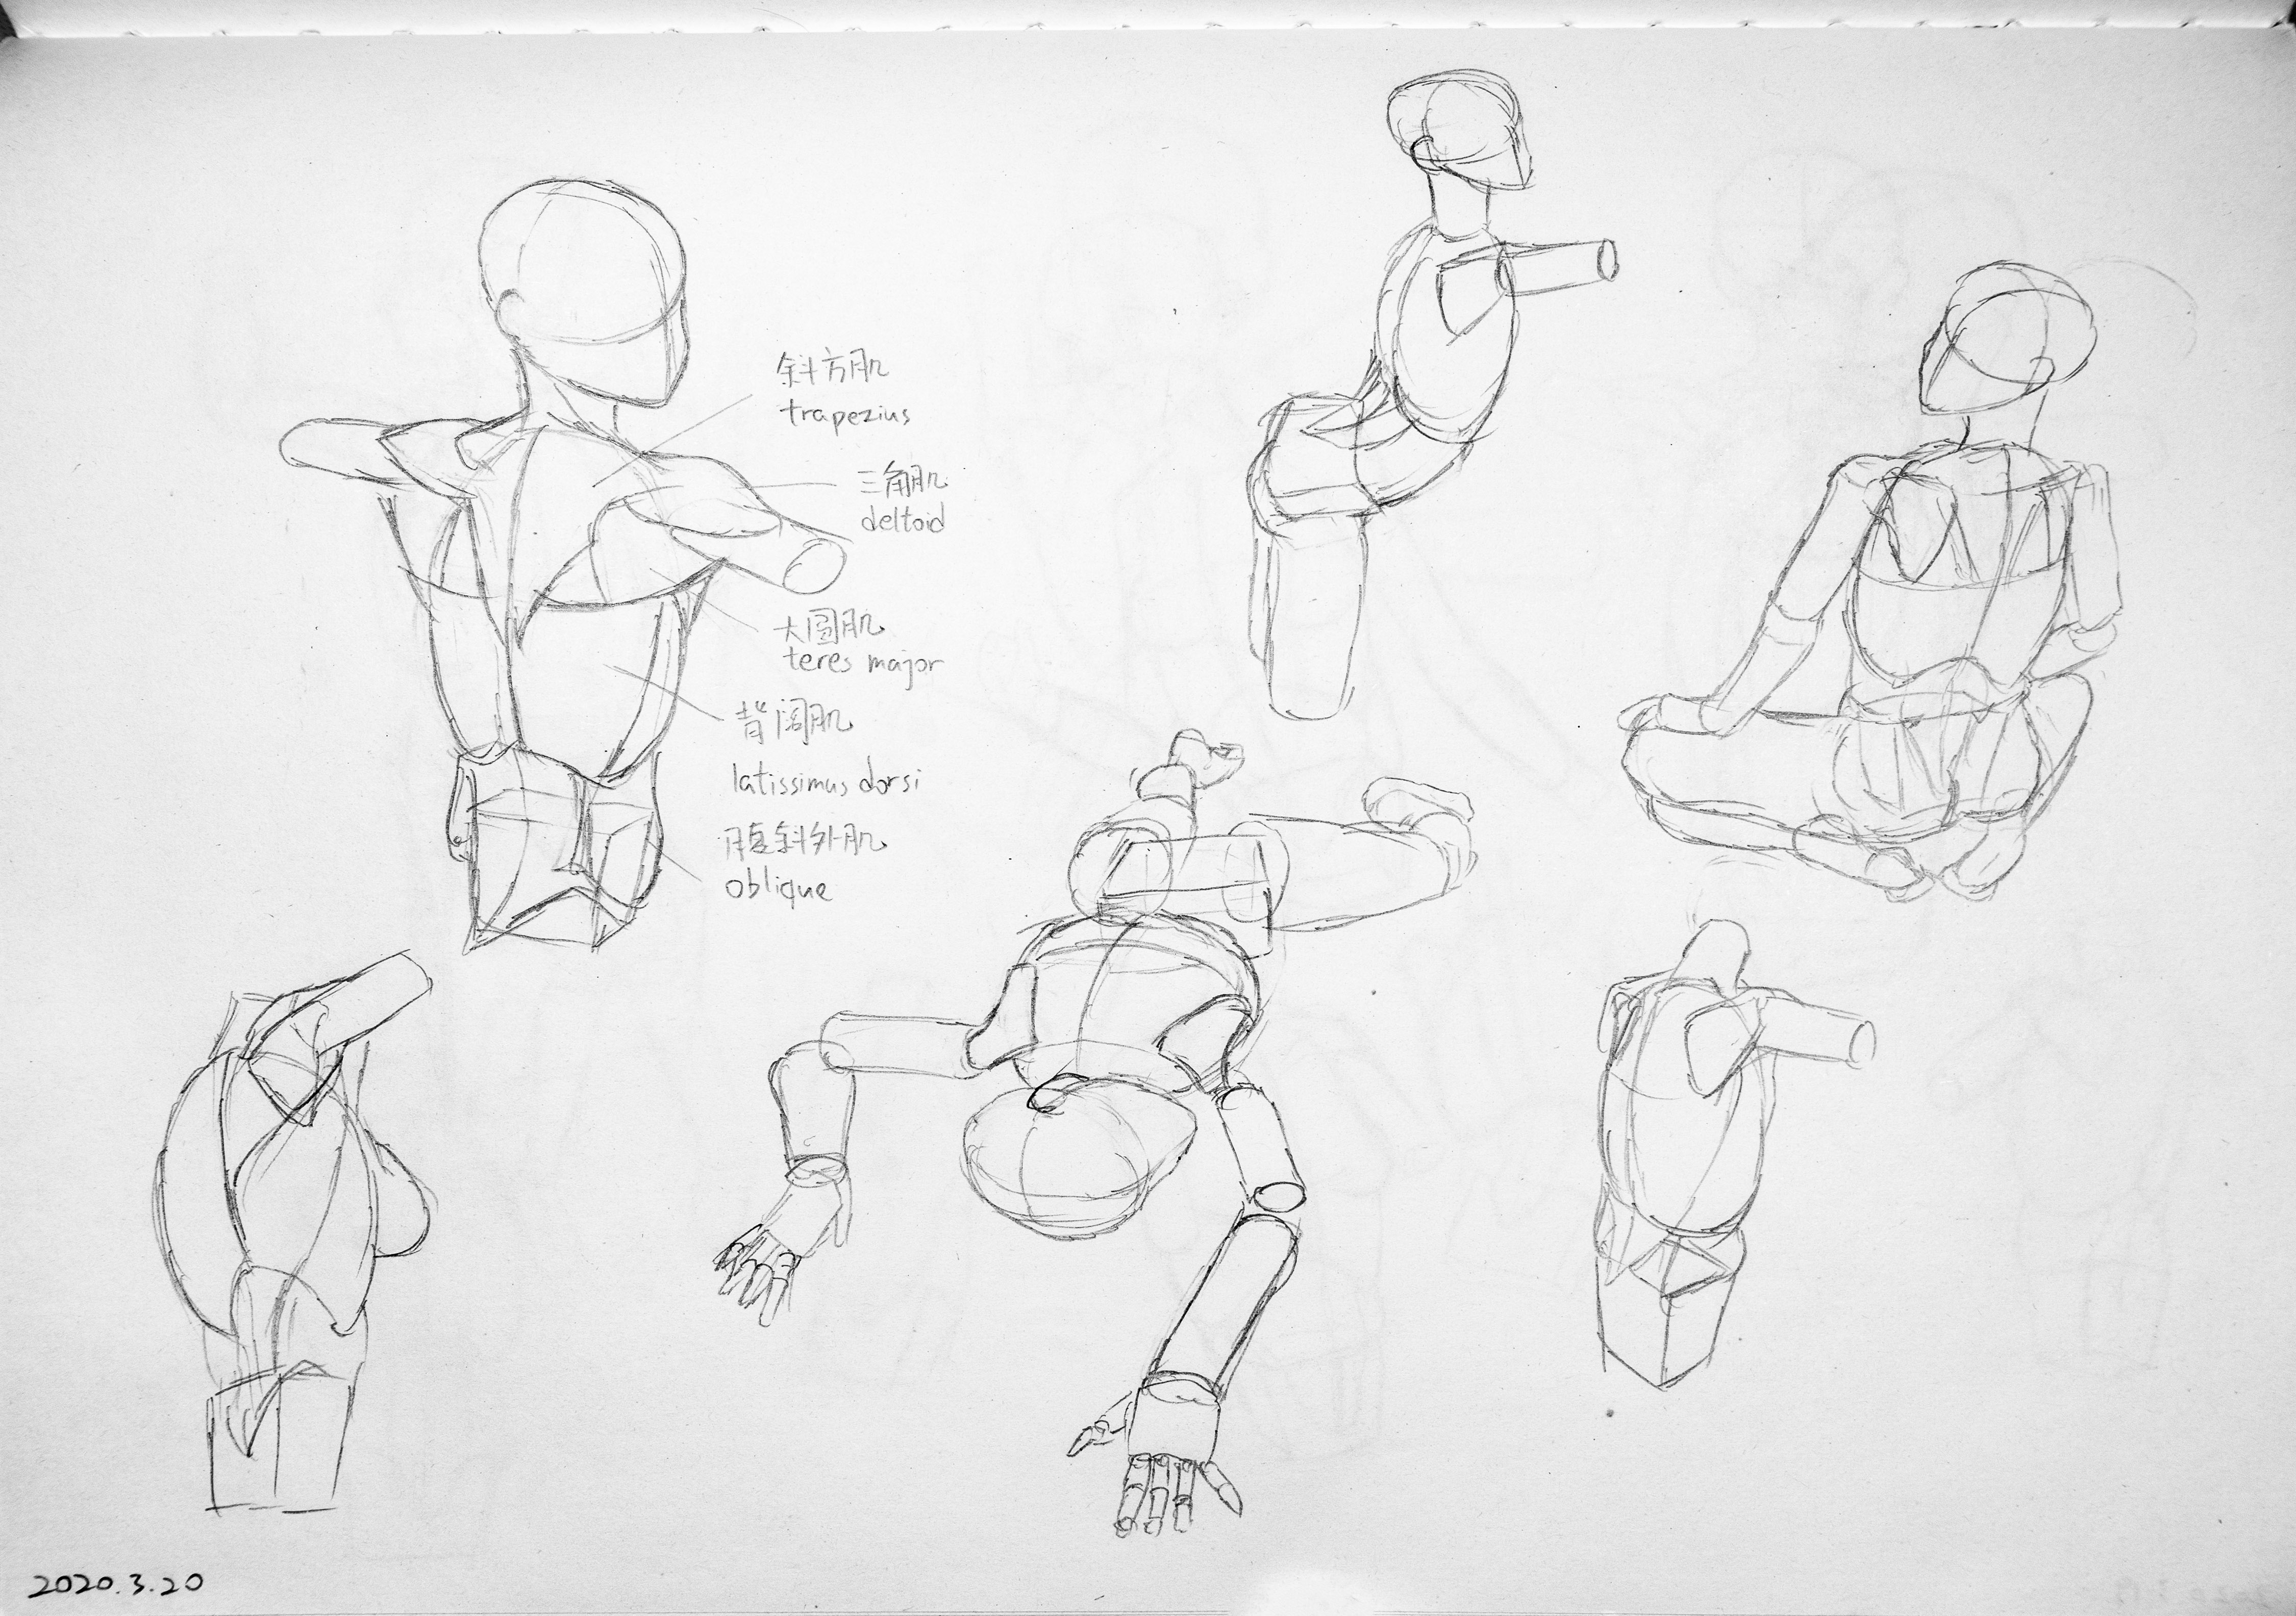 斜方肌
trapezius
三角肌
deltoid
大圆肌
teres major
背阔肌
latissimus dorsi
腹斜外肌
oblique
2020.3.20